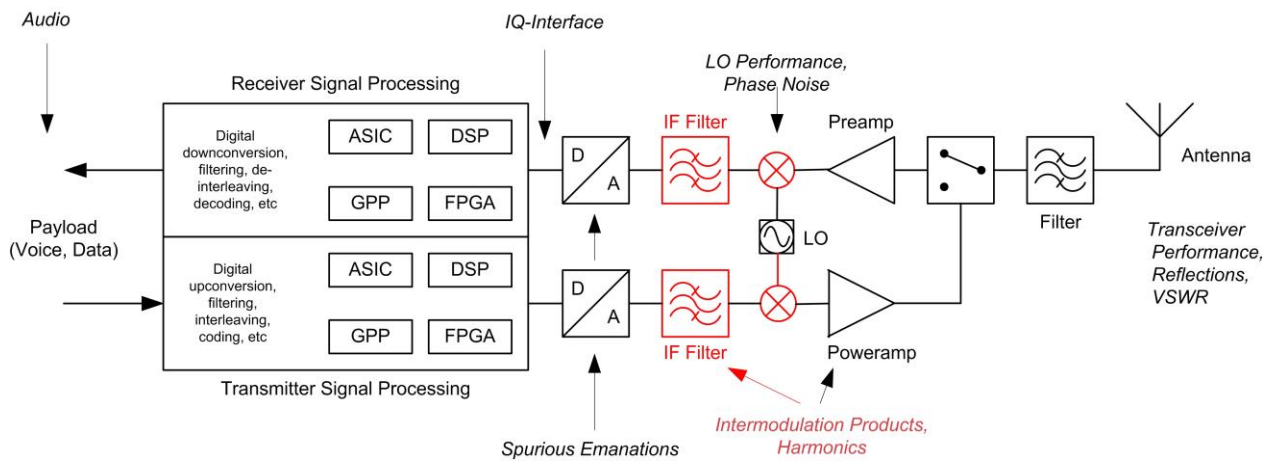 Audio
IQ-Interface
LO Performance,
Phase Noise
Receiver Signal Processing
IF Filter
Preamp
Digital
downconversion,
filtering, de-
interleaving,
decoding, etc
ASIC
DSP
GPP
FPGA
D
A
LO
Filter
Antenna
Payload
(Voice, Data)
Transceiver
Performance,
Reflections,
VSWR
Digital
upconversion,
filtering,
interleaving,
coding, etc
ASIC
DSP
GPP
FPGA
D
A
IF Filter
Poweramp
Transmitter Signal Processing
Spurious Emanations
Intermodulation Products,
Harmonics